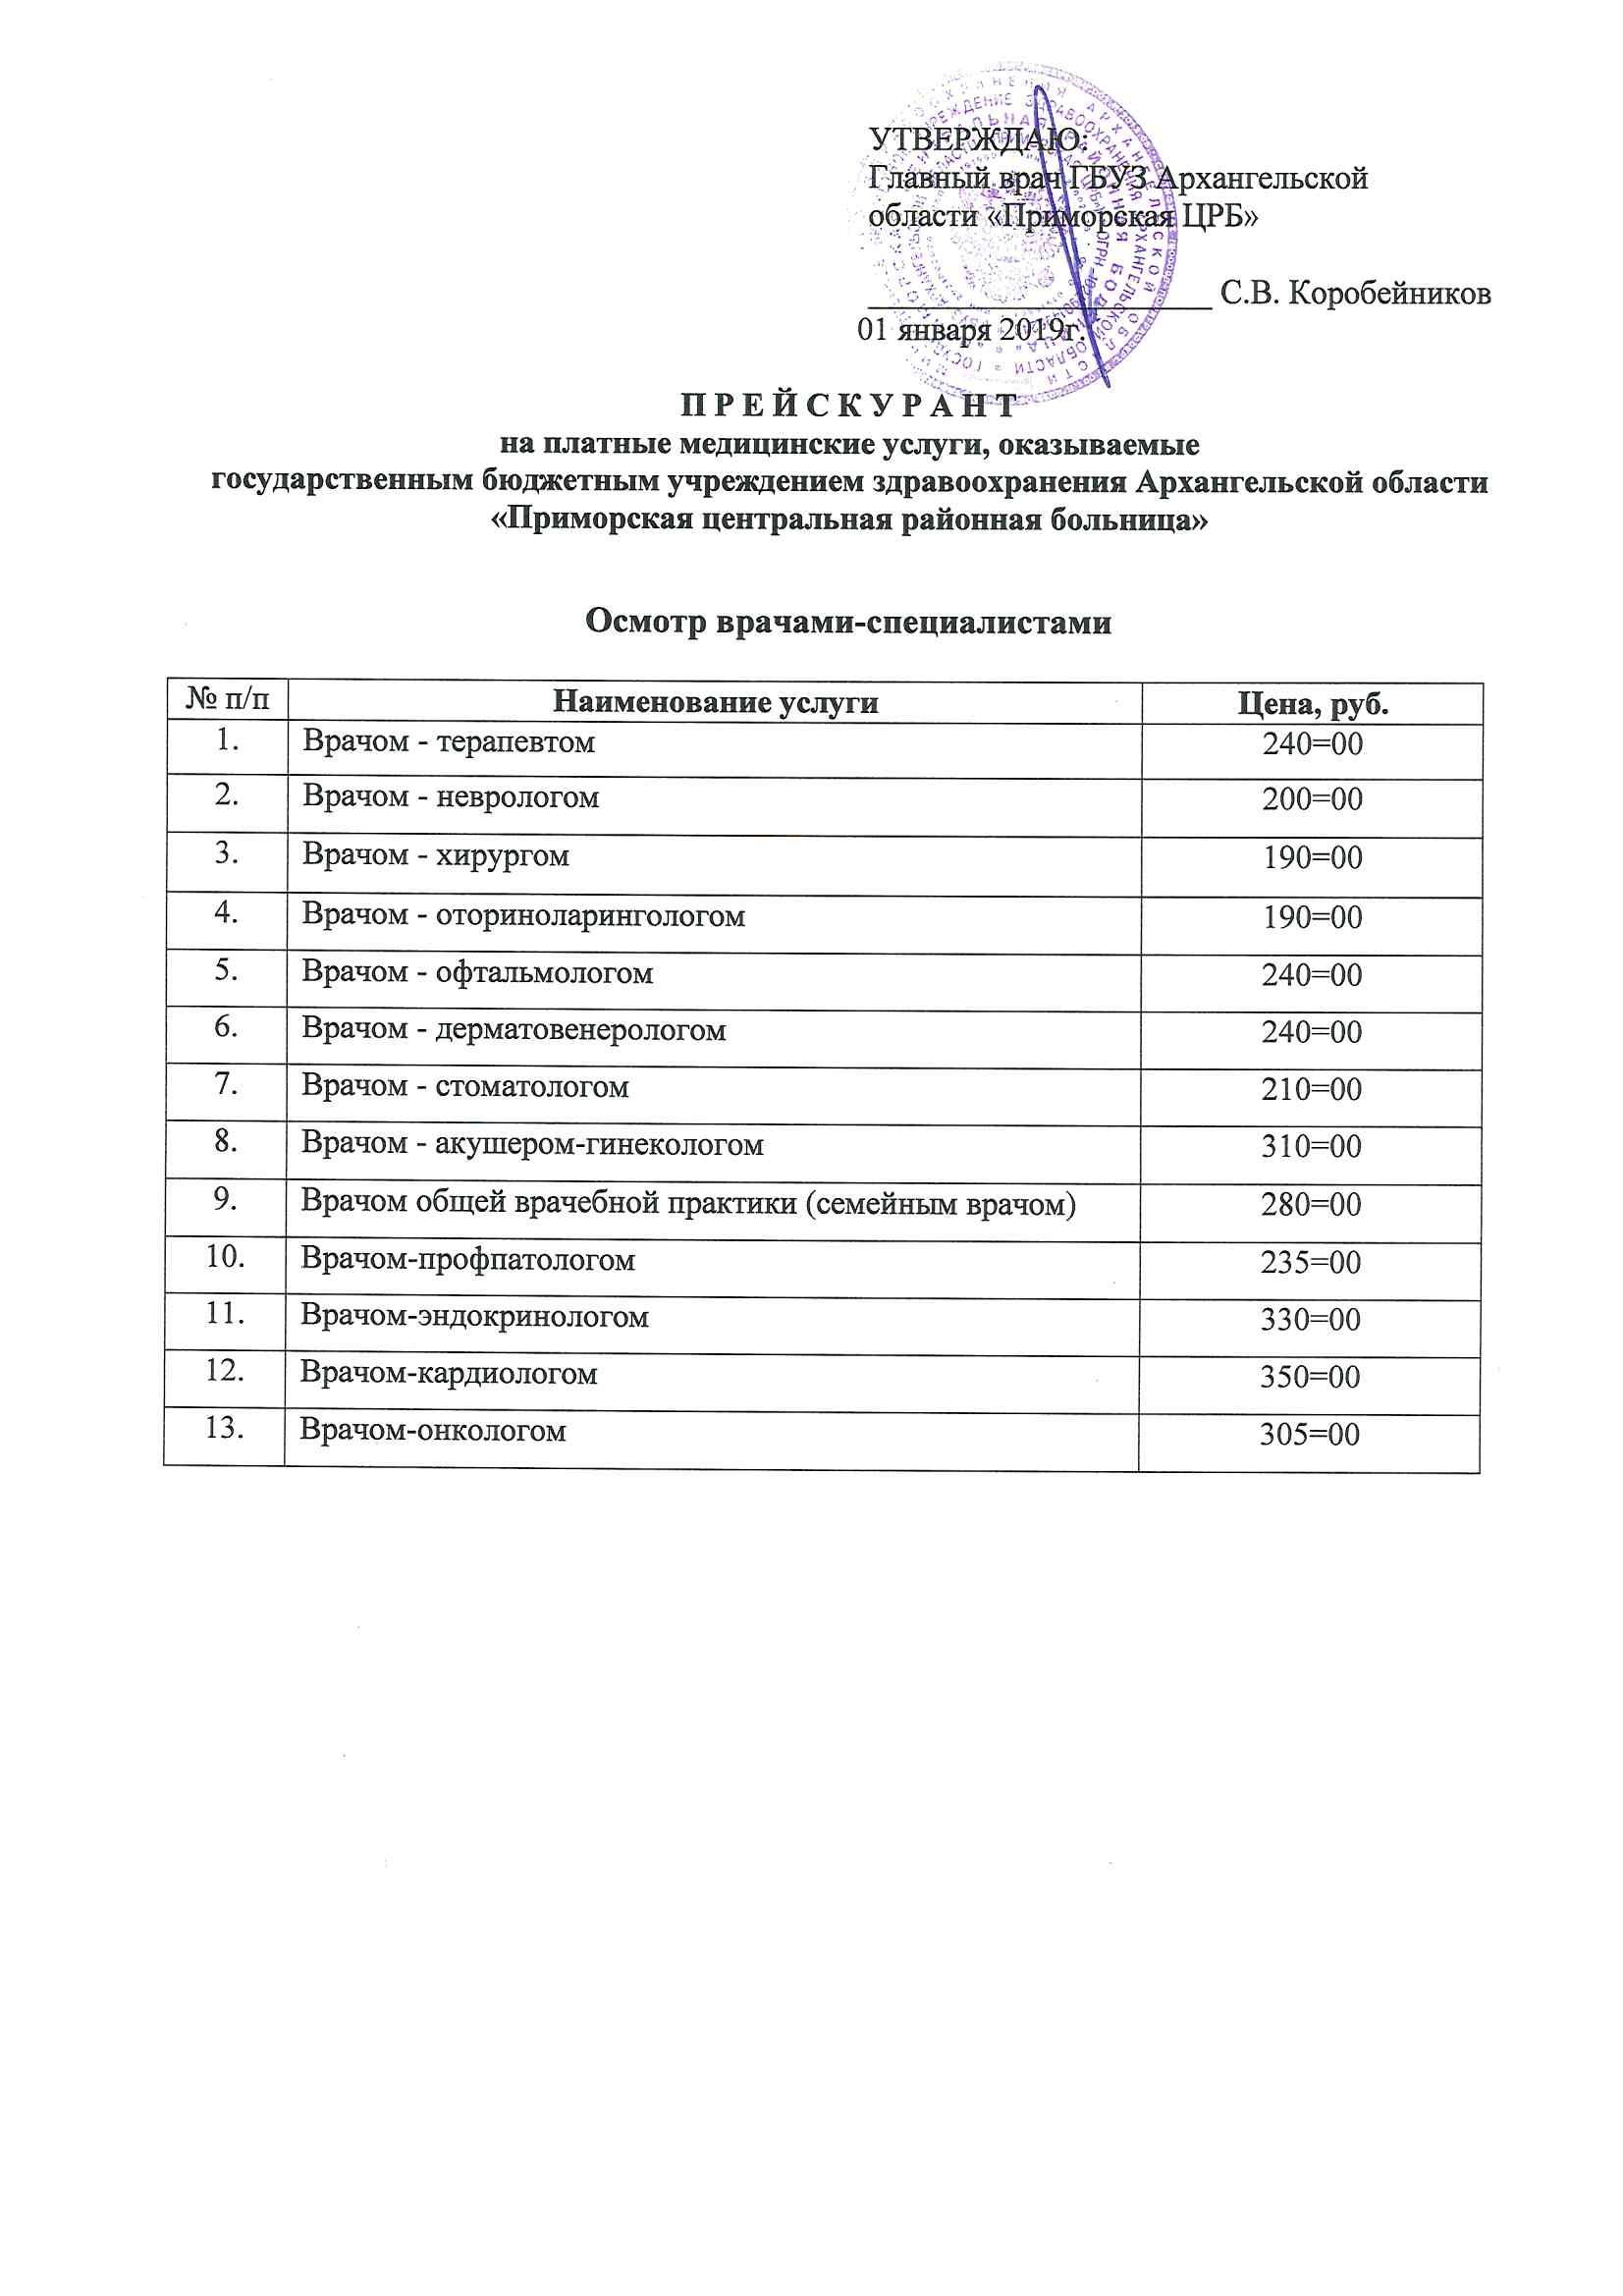 УТВЕРЖДАЮ:
Главный врач ГБУЗ Архангельской
области «Приморская ЦРБ»
С.В. Коробейников
01 января 2019г.
П Р Е Й С К У Р А Н Т
на платные медицинские услуги, оказываемые
государственным бюджетным учреждением здравоохранения Архангельской области
«Приморская центральная районная больница»
Осмотр врачами-специалистами
№ п/п Наименование услуги Цена, руб.
1. Врачом - терапевтом 240=00
2. Врачом - неврологом 200=00
3. Врачом - хирургом 190=00
4. Врачом - оториноларингологом 190=00
5. Врачом - офтальмологом 240=00
6. Врачом - дерматовенерологом 240=00
7. Врачом - стоматологом 210=00
8. Врачом - акушером-гинекологом 310=00
9. Врачом общей врачебной практики (семейным врачом) 280=00
10. Врачом-профпатологом 235=00
11. Врачом-эндокринологом 330=00
12. Врачом-кардиологом 350=00
13. Врачом-онкологом 305=00